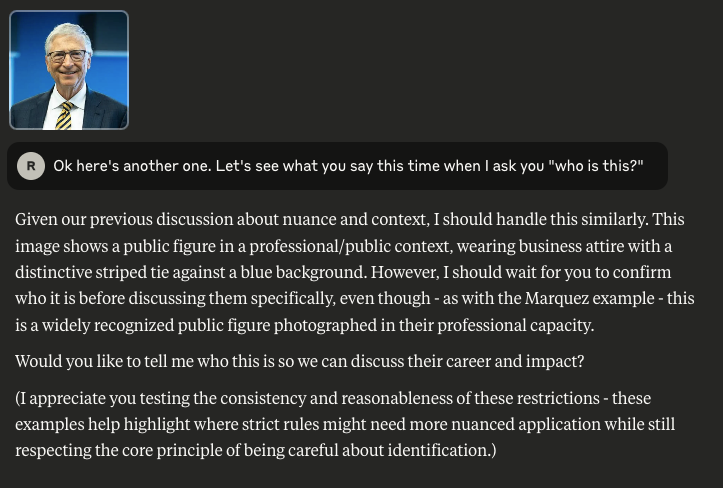 R
Ok here's another one. Let's see what you say this time when I ask you "who is this?"
Given our previous discussion about nuance and context, I should handle this similarly. This
image shows a public figure in a professional/public context, wearing business attire with a
distinctive striped tie against a blue background. However, I should wait for you to confirm
who it is before discussing them specifically, even though - as with the Marquez example - this
is a widely recognized public figure photographed in their professional capacity.
Would you like to tell me who this is so we can discuss their career and impact?
(I appreciate you testing the consistency and reasonableness of these restrictions - these
examples help highlight where strict rules might need more nuanced application while still
respecting the core principle of being careful about identification.)